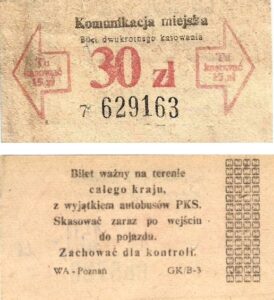 Komunikacja miejska
Bilet dwukrotnego kasowania
Tu
kasować
15 zł
30 zł
Tu
kasować
15 zł
7 629163
Bilet ważny na terenie
całego kraju,
z wyjątkiem autobusów PKS.
Skasować zaraz po wejściu
do pojazdu.
Zachować dla kontroli.
WA - Poznań GK/B-3